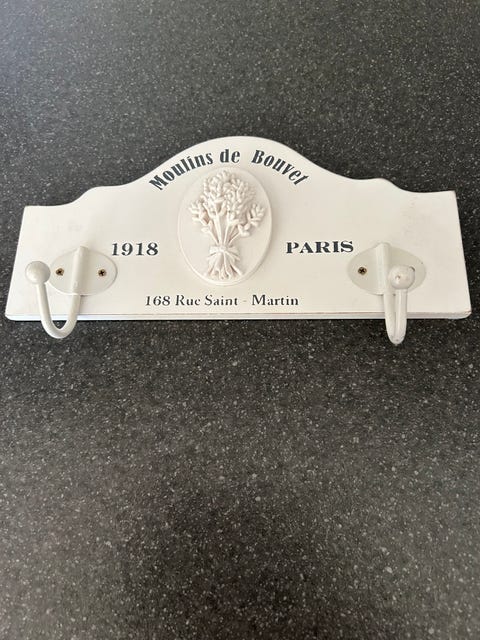 Moulins de Bouvet
1918 PARIS
168 Rue Saint - Martin